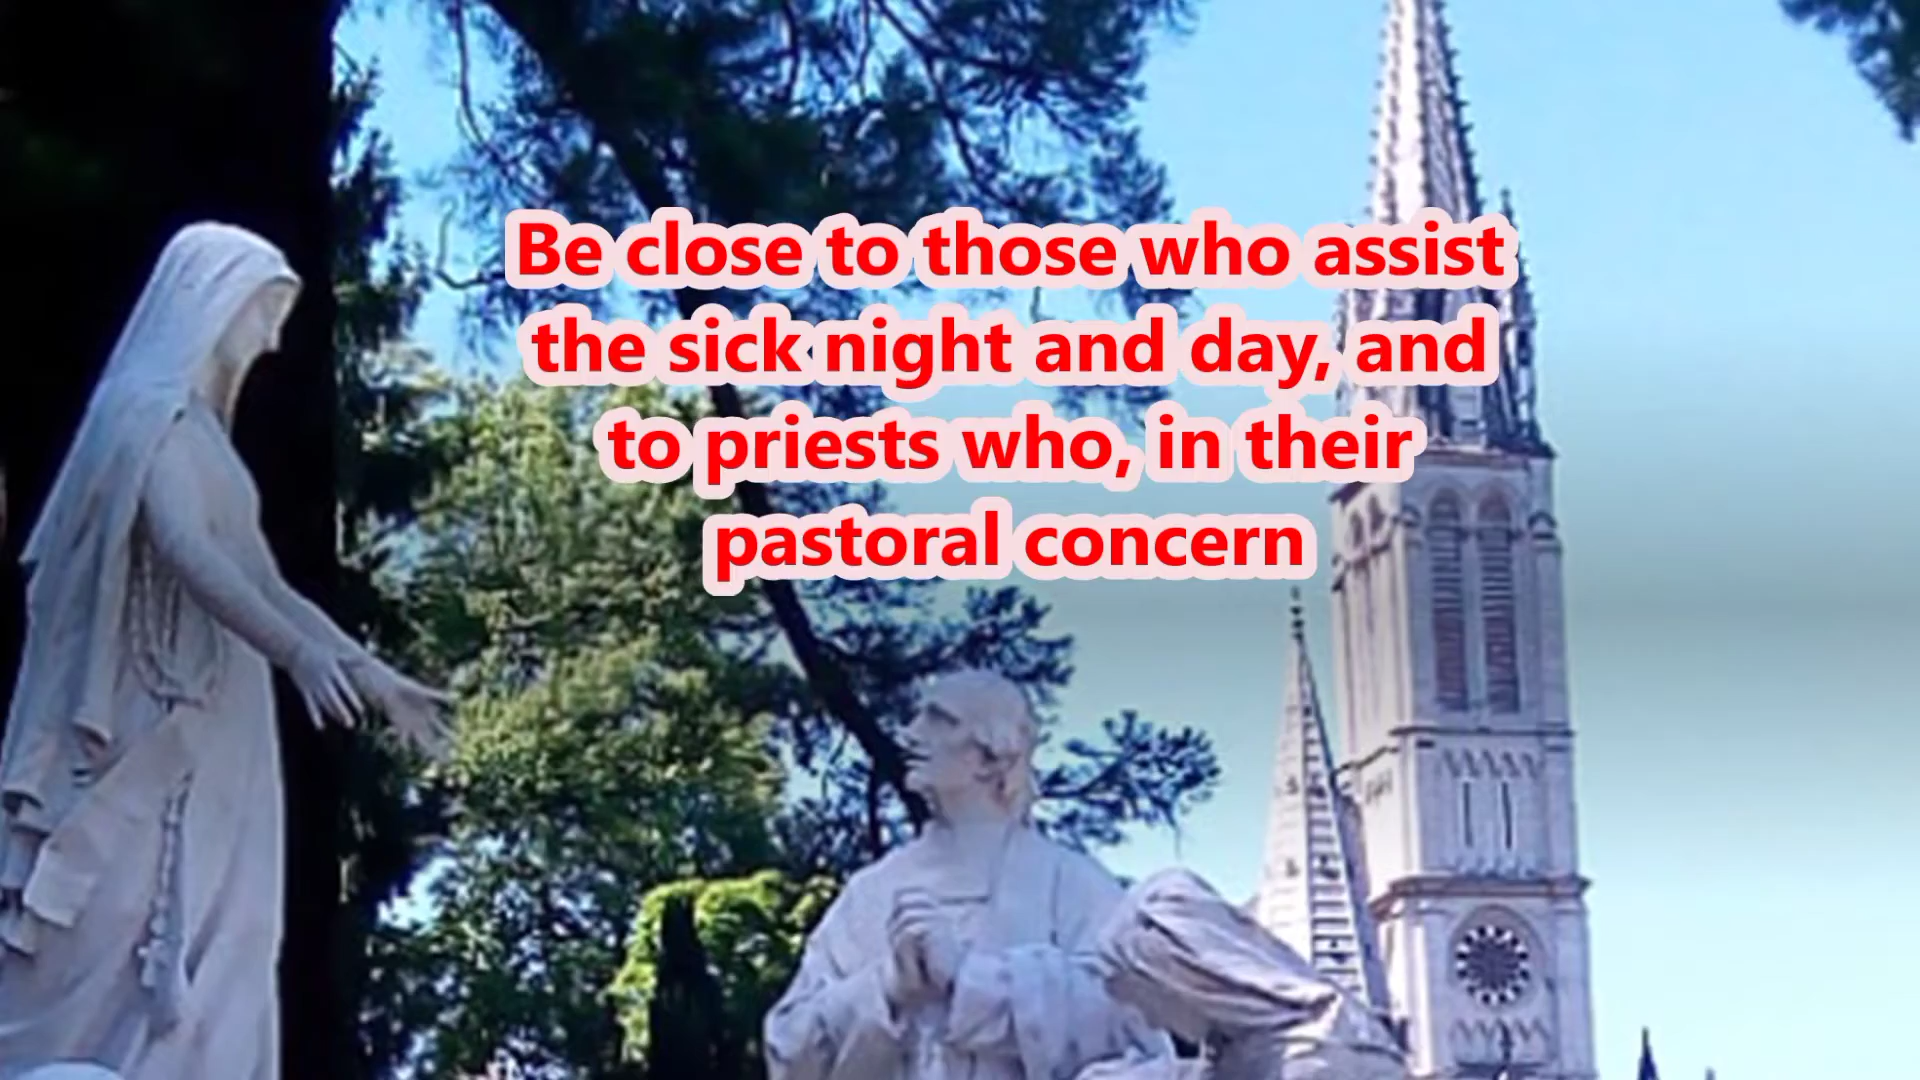 Be close to those who assist
the sick night and day, and
to priests who, in their
pastoral concern